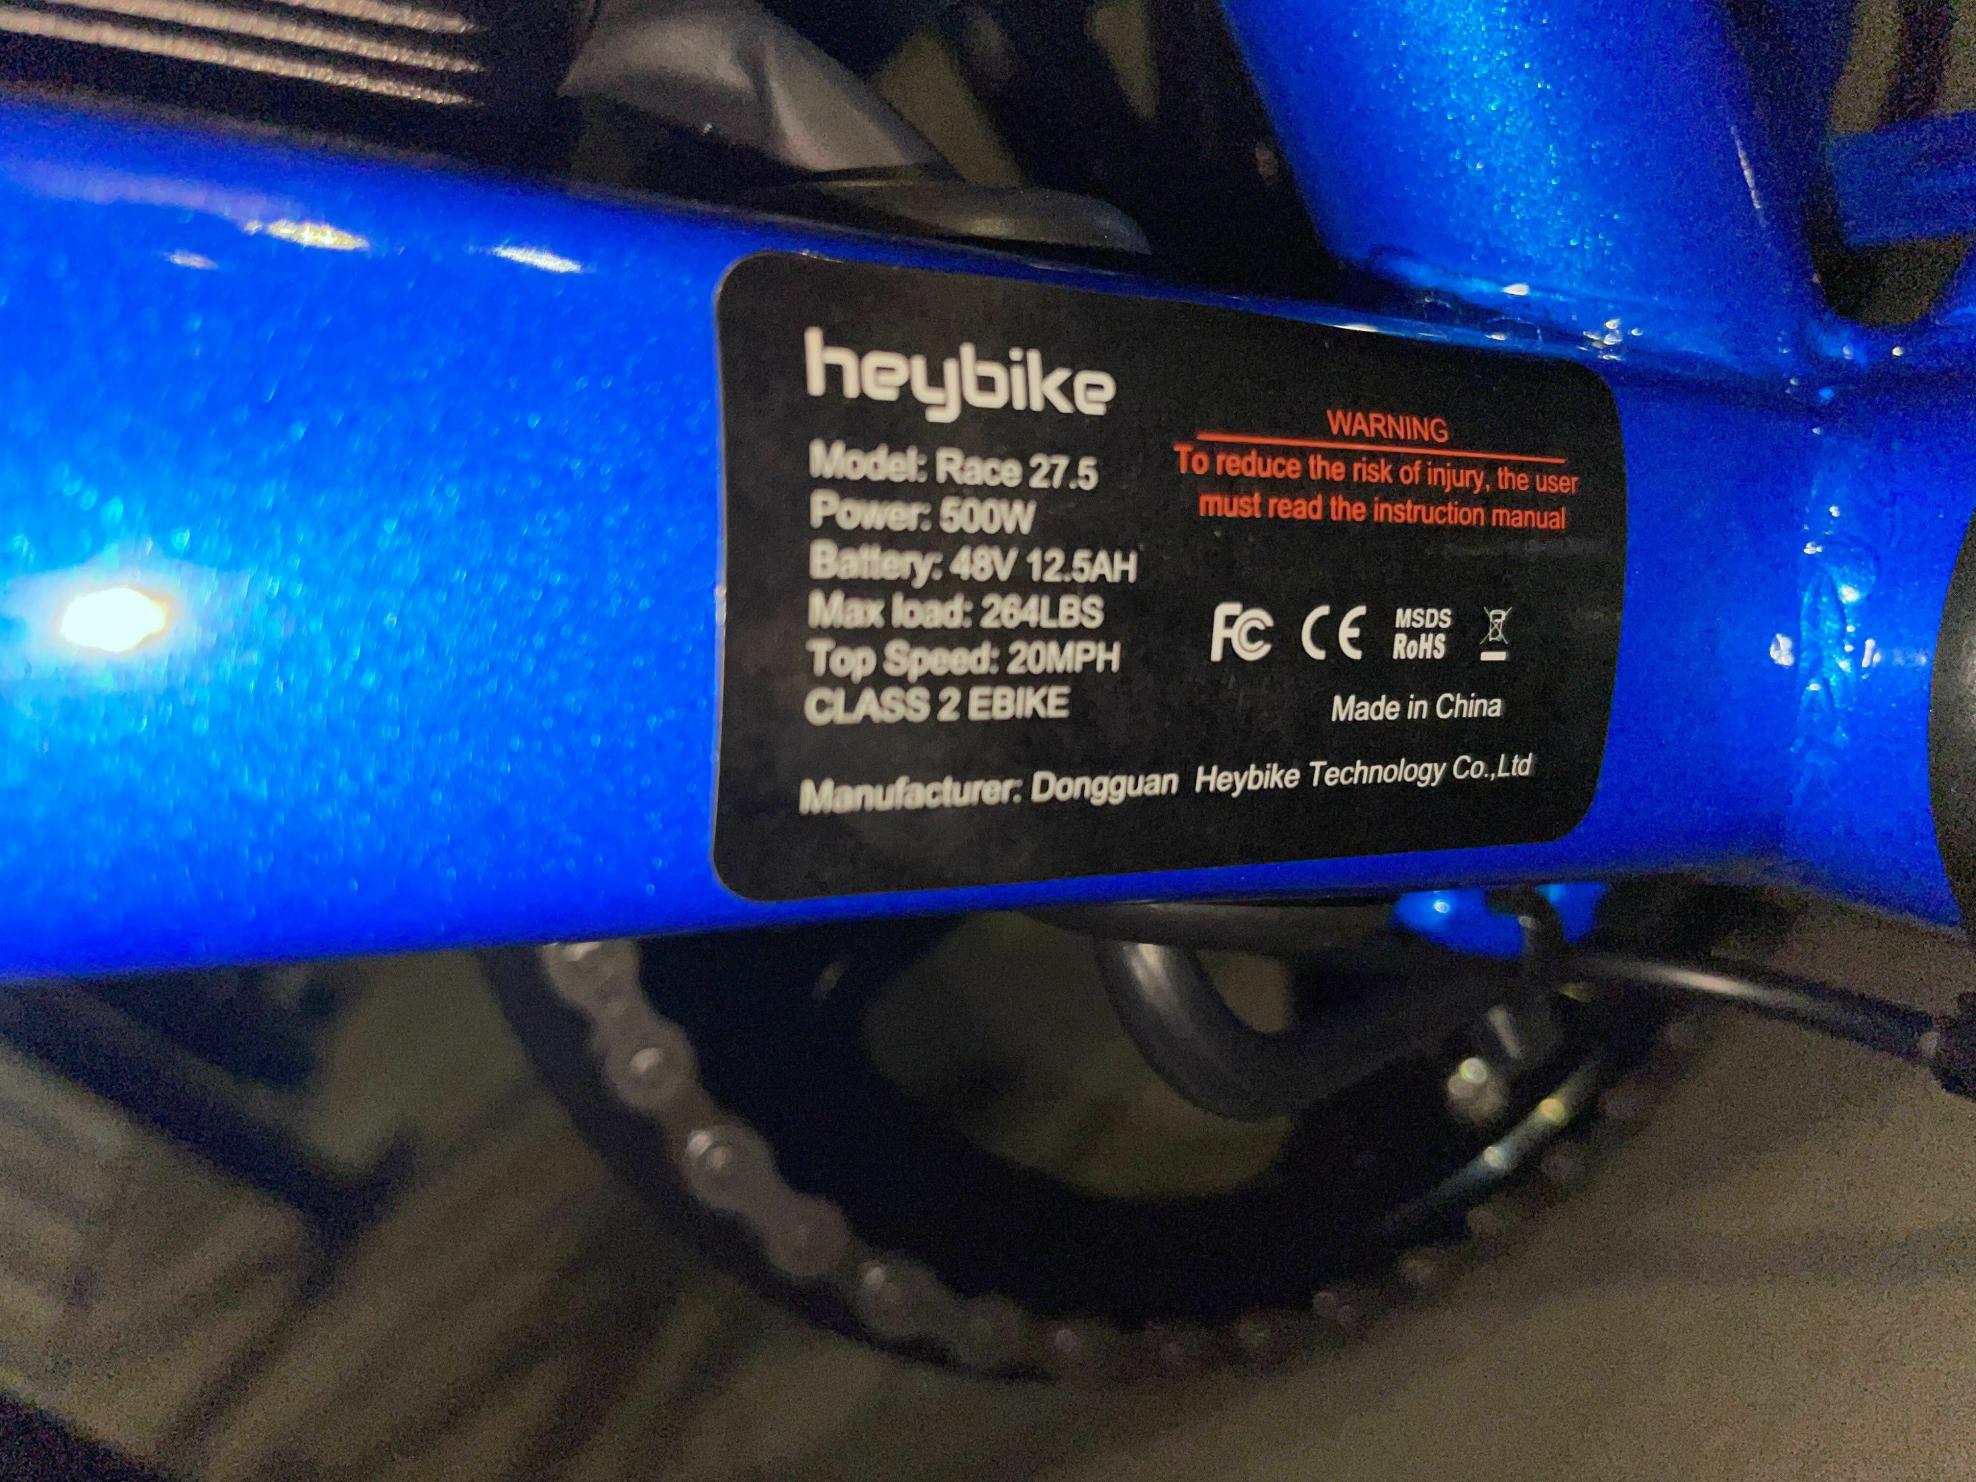 heybike
Model: Race 27.5
Power: 500W
Battery: 48V 12.5AH
Max load: 264LBS
Top Speed: 20MPH
CLASS 2 EBIKE
WARNING
To reduce the risk of injury, the user
must read the instruction manual
FC CE MSDS
RoHS
Made in China
Manufacturer: Dongguan Heybike Technology Co.,Ltd